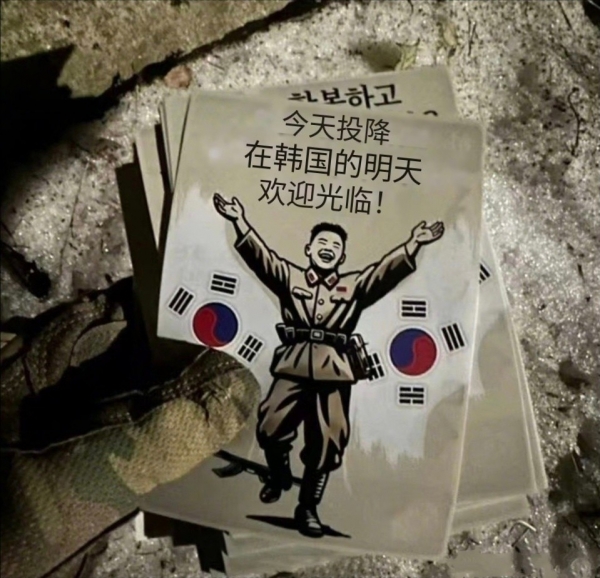 항복하고
今天投降
在韩国的明天
欢迎光临！